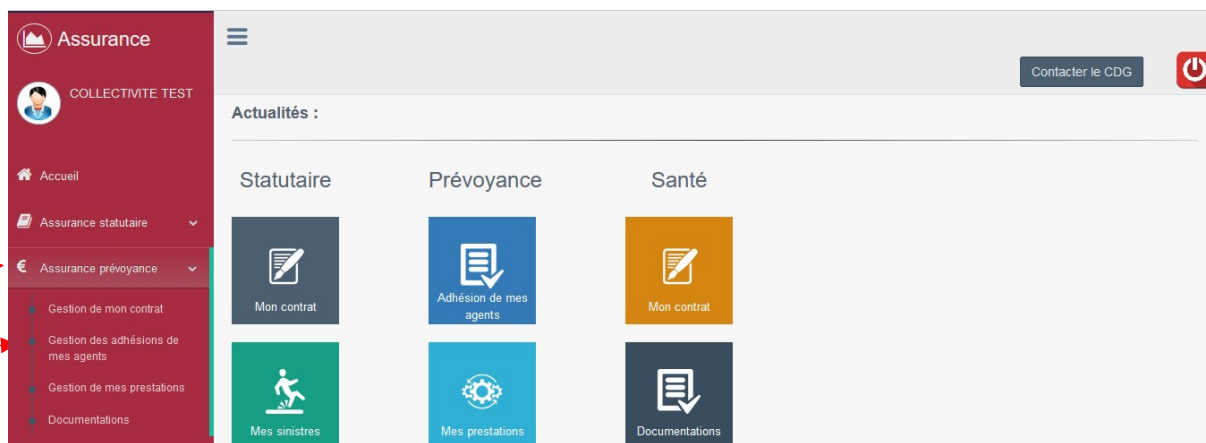 Assurance
COLLECTIVITE TEST
Accueil
Assurance statutaire
€ Assurance prévoyance
Gestion de mon contrat
Gestion des adhésions de
mes agents
Gestion de mes prestations
Documentations
Contacter le CDG
Actualités :
Statutaire
Prévoyance
Santé
Mon contrat
Adhésion de mes
agents
Mon contrat
Mes sinistres
Mes prestations
Documentations